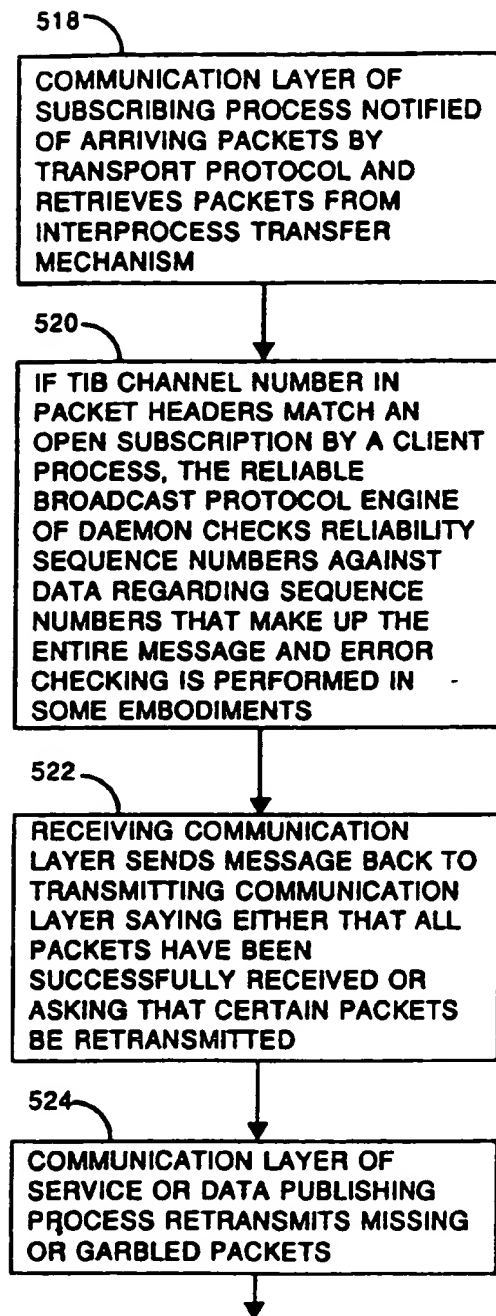 518
COMMUNICATION LAYER OF
SUBSCRIBING PROCESS NOTIFIED
OF ARRIVING PACKETS BY
TRANSPORT PROTOCOL AND
RETRIEVES PACKETS FROM
INTERPROCESS TRANSFER
MECHANISM
520
IF TIB CHANNEL NUMBER IN
PACKET HEADERS MATCH AN
OPEN SUBSCRIPTION BY A CLIENT
PROCESS, THE RELIABLE
BROADCAST PROTOCOL ENGINE
OF DAEMON CHECKS RELIABILITY
SEQUENCE NUMBERS AGAINST
DATA REGARDING SEQUENCE
NUMBERS THAT MAKE UP THE
ENTIRE MESSAGE AND ERROR
CHECKING IS PERFORMED IN
SOME EMBODIMENTS
522
RECEIVING COMMUNICATION
LAYER SENDS MESSAGE BACK TO
TRANSMITTING COMMUNICATION
LAYER SAYING EITHER THAT ALL
PACKETS HAVE BEEN
SUCCESSFULLY RECEIVED OR
ASKING THAT CERTAIN PACKETS
BE RETRANSMITTED
524
COMMUNICATION LAYER OF
SERVICE OR DATA PUBLISHING
PROCESS RETRANSMITS MISSING
OR GARBLED PACKETS